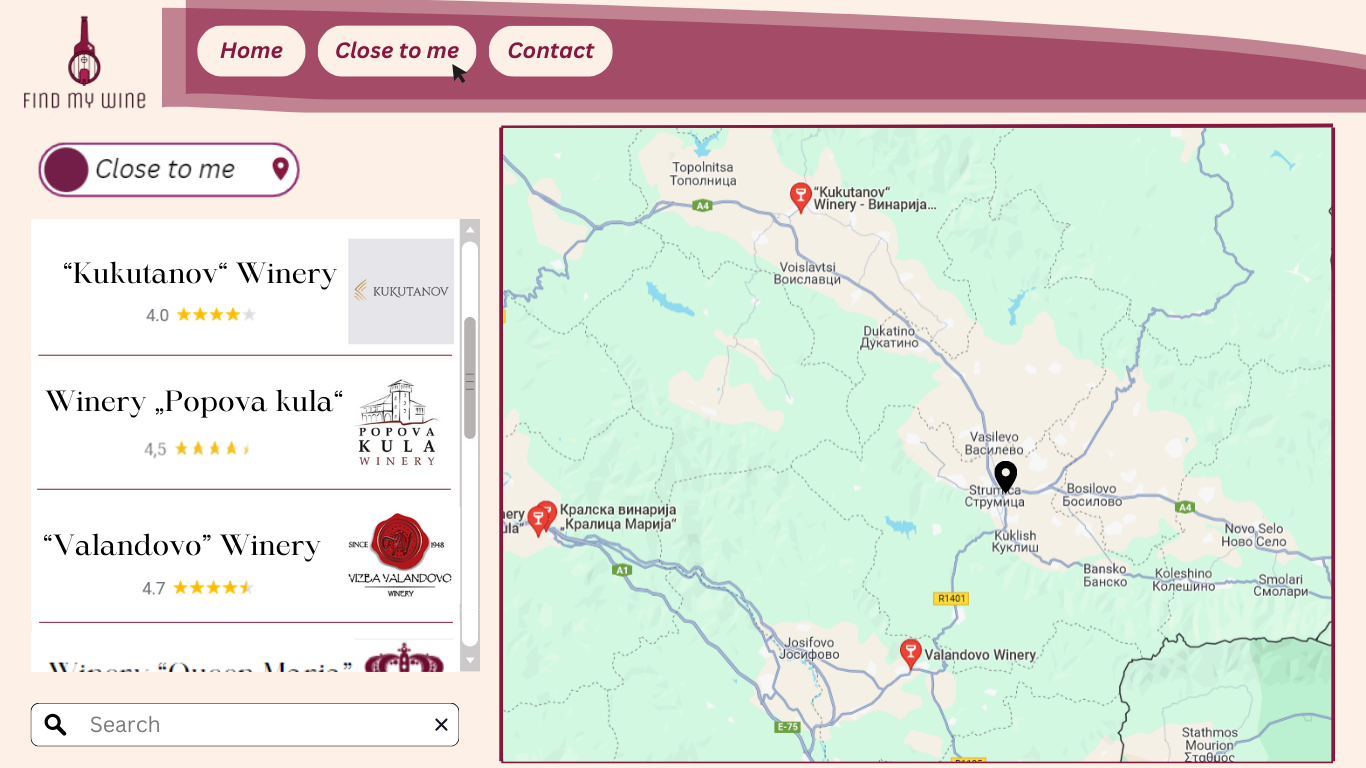 FIND MY WINE
Home
Close to me
Contact
Close to me
“Kukutanov“ Winery
4.0
KUKUTANOV
Winery „Popova kula“
4,5
POPOVA
KULA
WINERY
“Valandovo” Winery
4.7
SINCE 1948
VIZBA VALANDOVO
WINERY
Winery “Queen Maria”
Search
Topolnitsa
Тополница
A4
“Kukutanov“
Winery - Винарија...
Voislavtsi
Воиславци
Dukatino
Дукатино
Vasilevo
Василево
Strumica
Струмица
Bosilovo
Босилово
A4
Novo Selo
Ново Село
Kuklish
Куклиш
Bansko
Банско
Koleshino
Колешино
Smolari
Смолари
nery
ula”
Кралска винарија
„Кралица Марија“
A1
R1401
Josifovo
Јосифово
Valandovo Winery
E-75
Stathmos
Mourion
Σταθμος